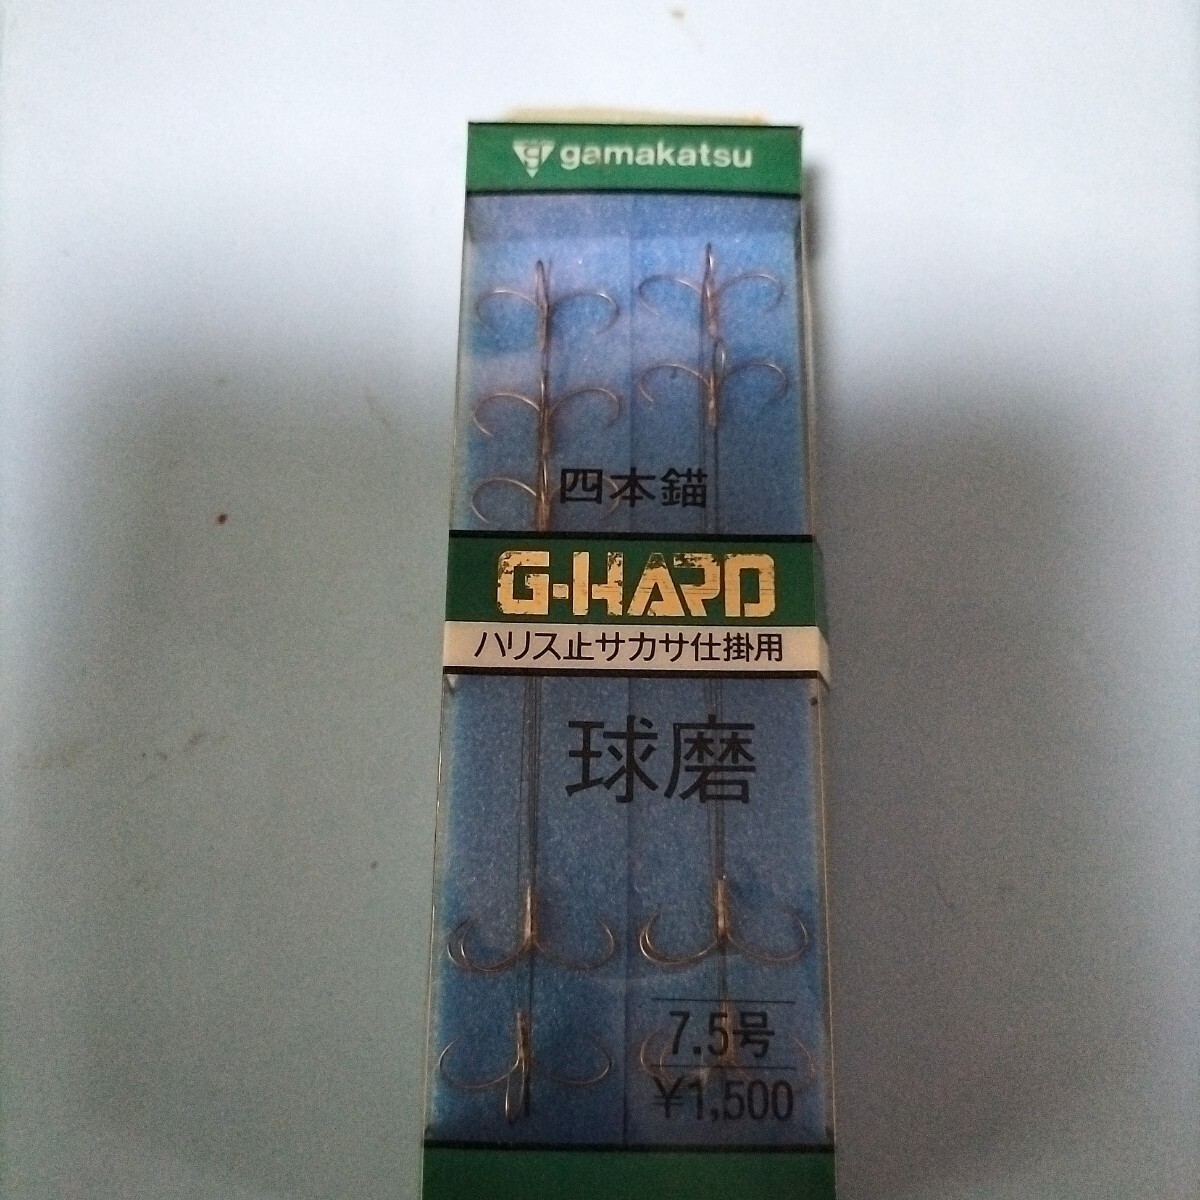 gamakatsu
四本錨
G-HARD
ハリス止サカサ仕掛用
球磨
7.5号
¥1,500